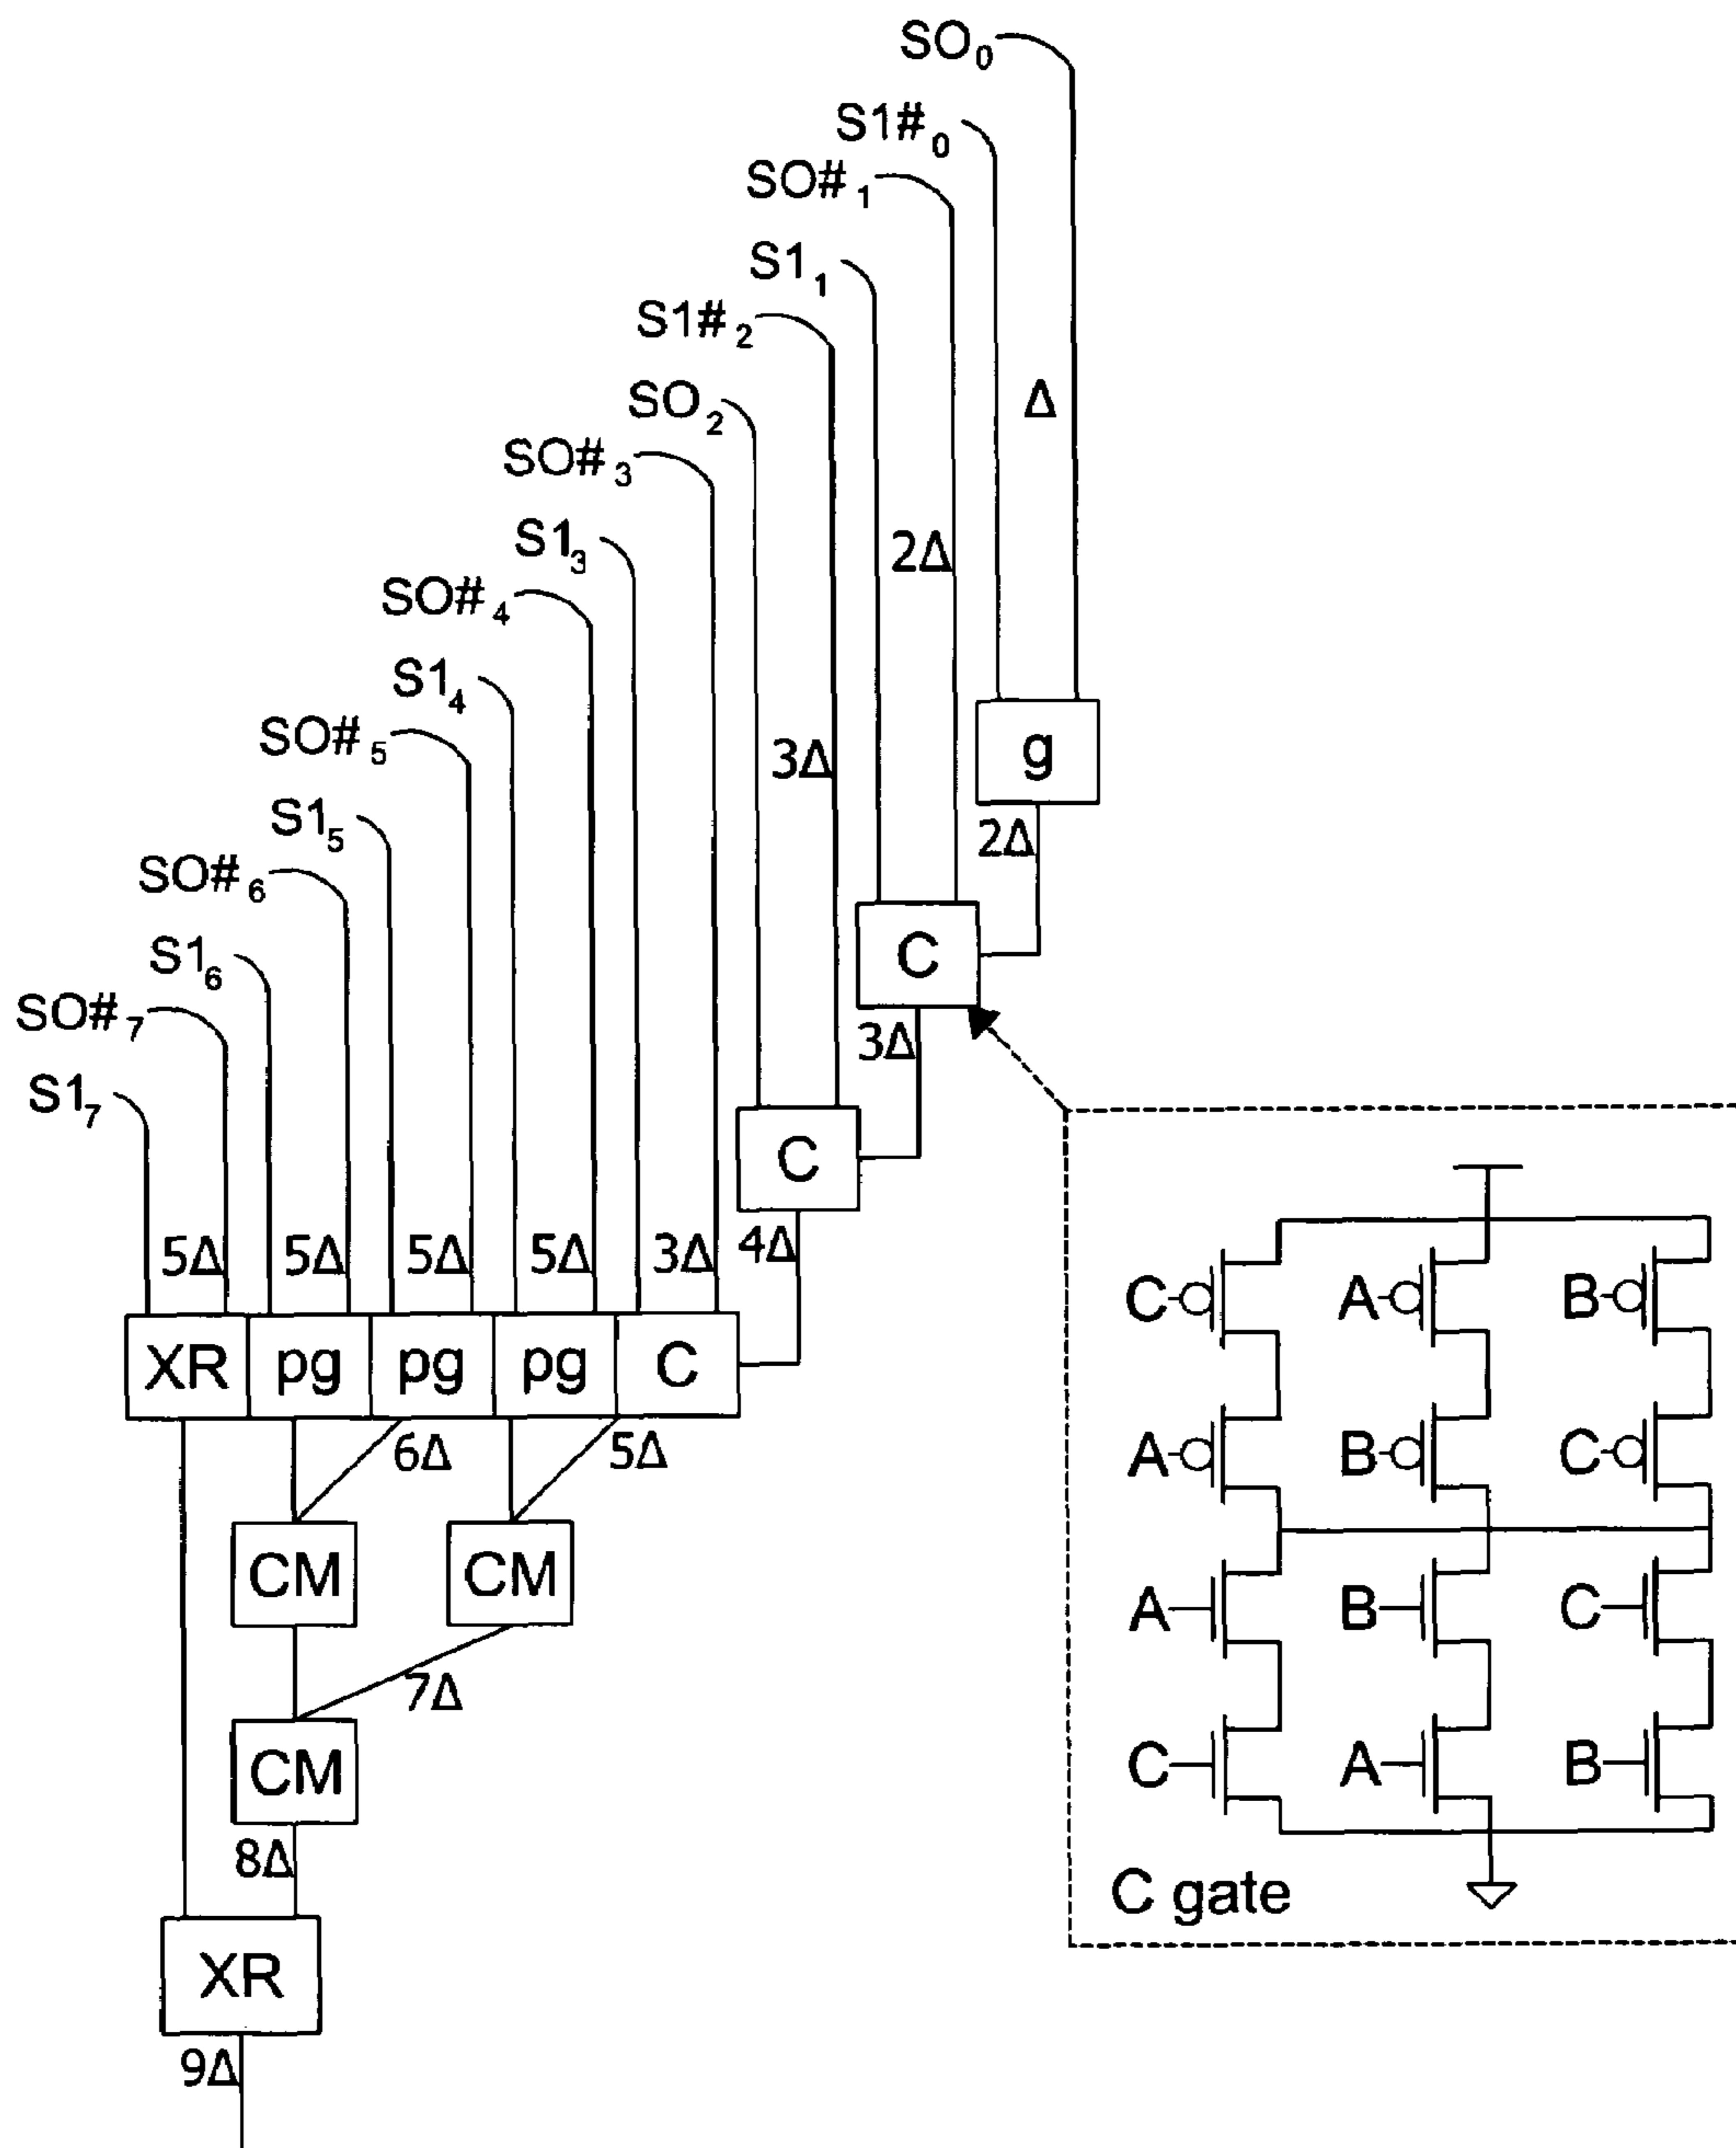 SO₀
S1#₀
SO#₁
S1₁
S1#₂
SO₂
Δ
SO#₃
S1₃
2Δ
SO#₄
S1₄
SO#₅
3Δ
g
S1₅
2Δ
SO#₆
S1₆
C
SO#₇
3Δ
S1₇
C
5Δ 5Δ 5Δ 5Δ 3Δ 4Δ
XR pg pg pg C
6Δ 5Δ
CM CM
7Δ
CM
8Δ
XR
9Δ
C A B
A B C
A B C
C A B
C gate